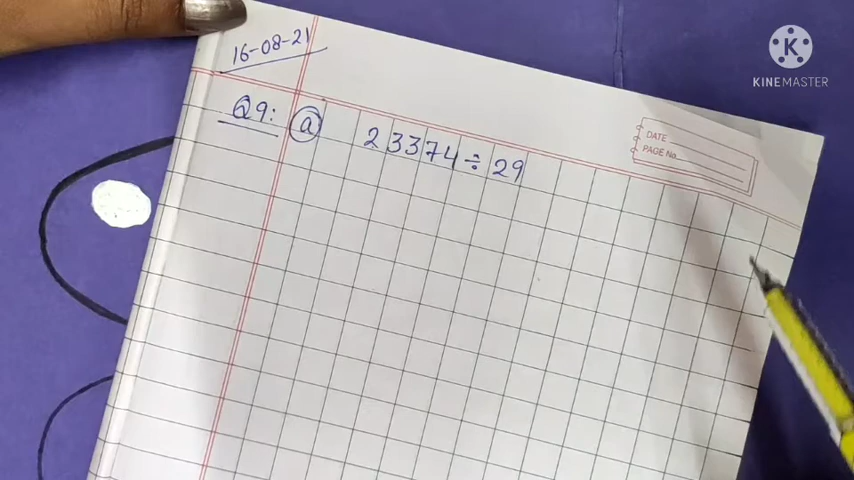 16-08-21
Q9: a 23374 ÷ 29
DATE
PAGE No.
K
KINEMASTER